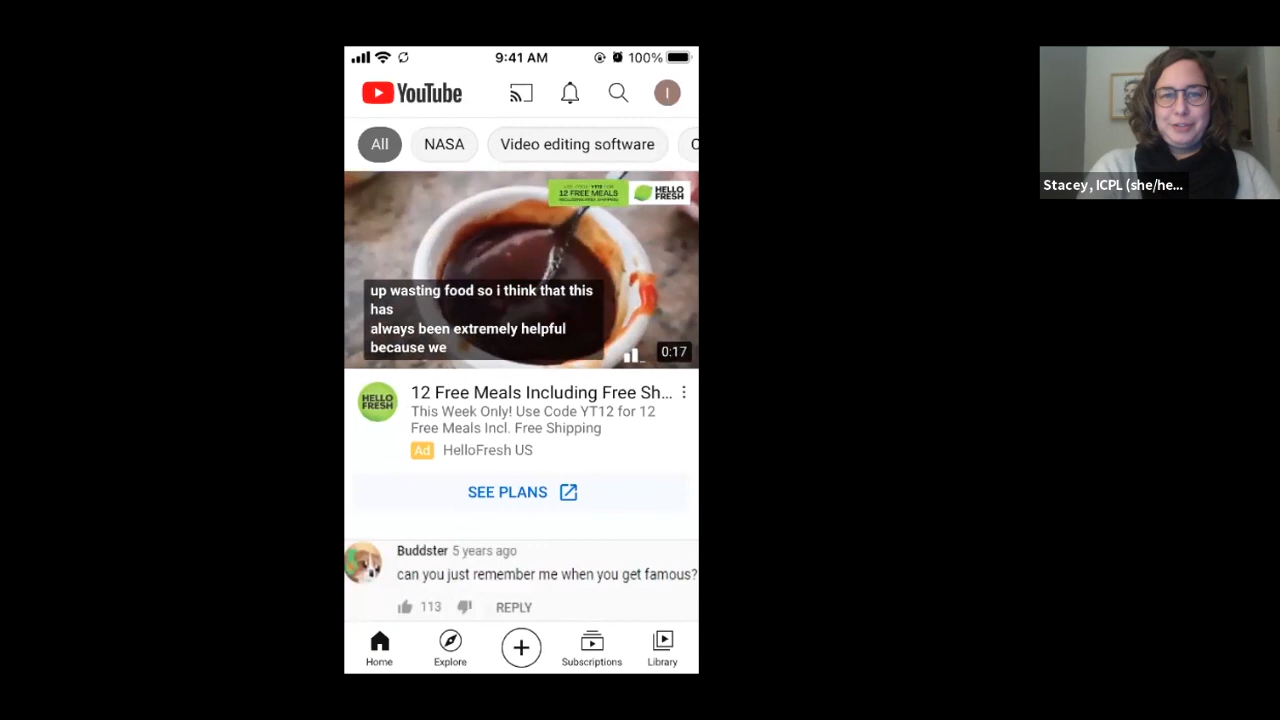 9:41 AM
100%
YouTube
I
All
NASA
Video editing software
12 FREE MEALS
HELLO
FRESH
up wasting food so i think that this
has
always been extremely helpful
because we
0:17
HELLO
FRESH
12 Free Meals Including Free Sh...
This Week Only! Use Code YT12 for 12
Free Meals Incl. Free Shipping
Ad HelloFresh US
SEE PLANS
Buddster 5 years ago
can you just remember me when you get famous?
113
REPLY
Home
Explore
Subscriptions
Library
Stacey, ICPL (she/he...